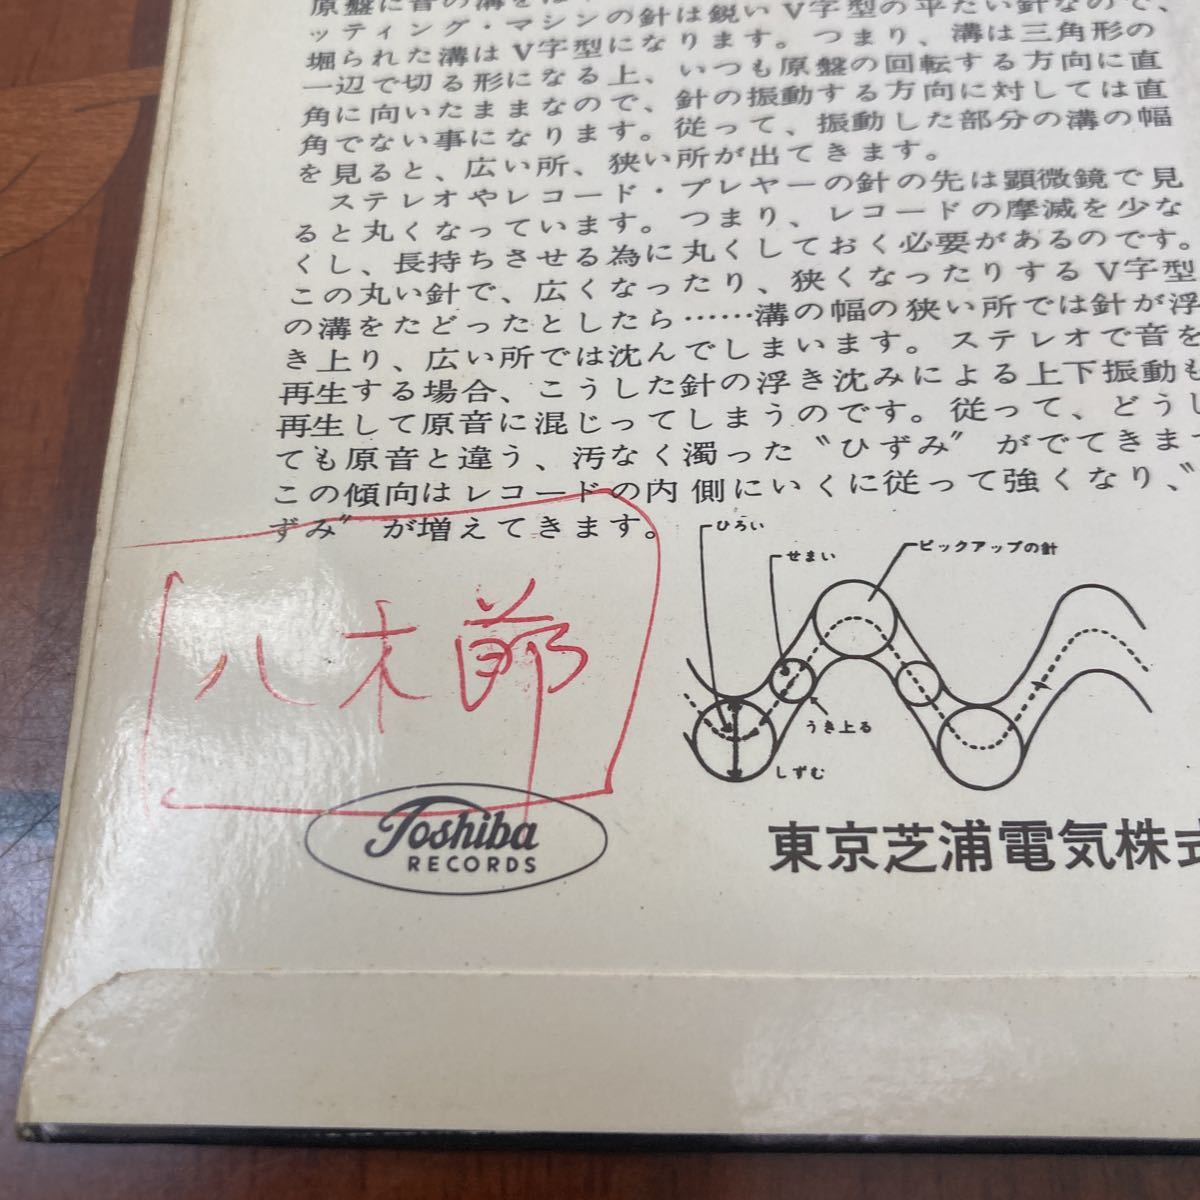 原盤に音の溝を
ッティング・マシンの針は鋭いV字型の平たい針なので、
堀られた溝はV字型になります。つまり、溝は三角形の
一辺で切る形になる上、いつも原盤の回転する方向に直
角に向いたままなので、針の振動する方向に対しては直
角でない事になります。従って、振動した部分の溝の幅
を見ると、広い所、狭い所が出てきます。
ステレオやレコード・プレヤーの針の先は顕微鏡で見
ると丸くなっています。つまり、レコードの摩滅を少な
くし、長持ちさせる為に丸くしておく必要があるのです。
この丸い針で、広くなったり、狭くなったりするV字型
の溝をたどったとしたら……溝の幅の狭い所では針が浮
き上り、広い所では沈んでしまいます。ステレオで音を
再生する場合、こうした針の浮き沈みによる上下振動も
再生して原音に混じってしまうのです。従って、どうし
ても原音と違う、汚なく濁った〝ひずみ〟がでてきます
この傾向はレコードの内側にいくに従って強くなり、〝
ずみ〟が増えてきます。
ひろい
せまい
ピックアップの針
うき上る
しずむ
八木節
Toshiba
RECORDS
東京芝浦電気株式